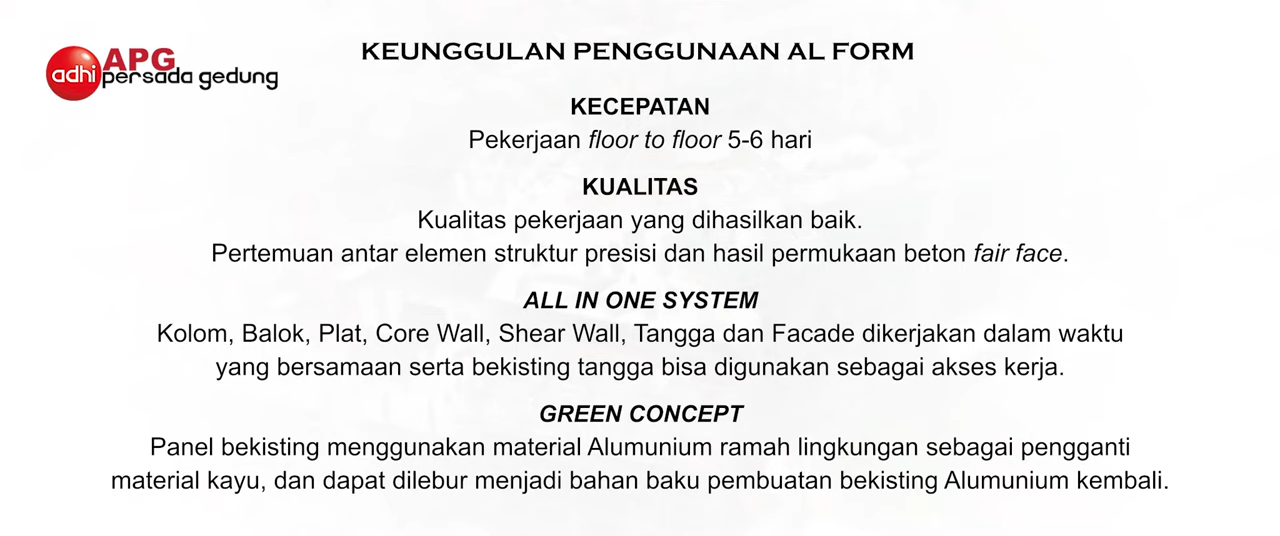 APG
adhi persada gedung
KEUNGGULAN PENGGUNAAN AL FORM
KECEPATAN
Pekerjaan floor to floor 5-6 hari
KUALITAS
Kualitas pekerjaan yang dihasilkan baik.
Pertemuan antar elemen struktur presisi dan hasil permukaan beton fair face.
ALL IN ONE SYSTEM
Kolom, Balok, Plat, Core Wall, Shear Wall, Tangga dan Facade dikerjakan dalam waktu
yang bersamaan serta bekisting tangga bisa digunakan sebagai akses kerja.
GREEN CONCEPT
Panel bekisting menggunakan material Alumunium ramah lingkungan sebagai pengganti
material kayu, dan dapat dilebur menjadi bahan baku pembuatan bekisting Alumunium kembali.